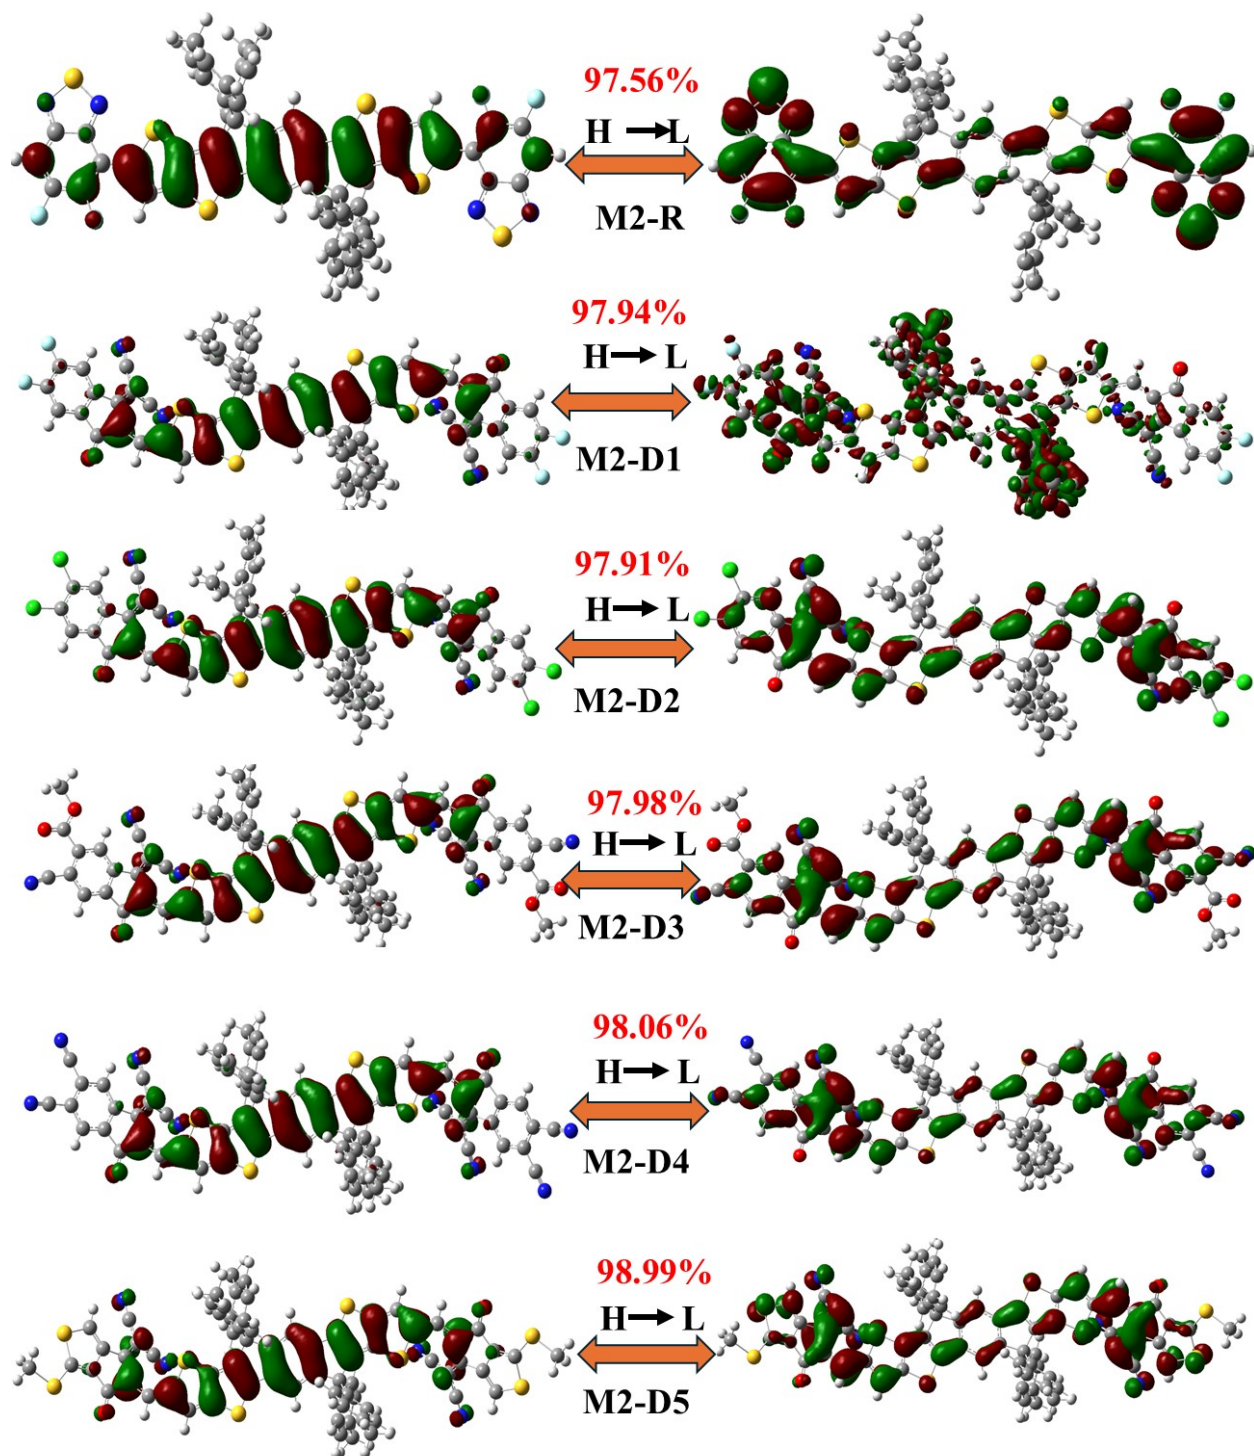 97.56%
H → L
M2-R
97.94%
H → L
M2-D1
97.91%
H → L
M2-D2
97.98%
H → L
M2-D3
98.06%
H → L
M2-D4
98.99%
H → L
M2-D5